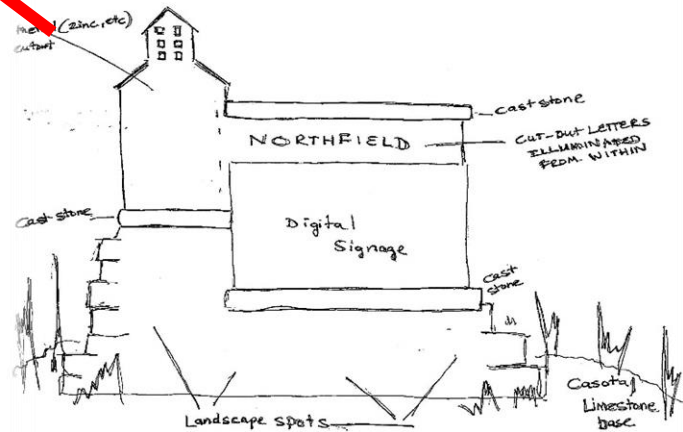 metal (zinc, etc)
cutout
cast stone
NORTHFIELD
CUT-OUT LETTERS
ILLUMINATED
FROM WITHIN
Cast stone
Digital
Signage
cast
stone
Casota
Limestone
base
Landscape spots